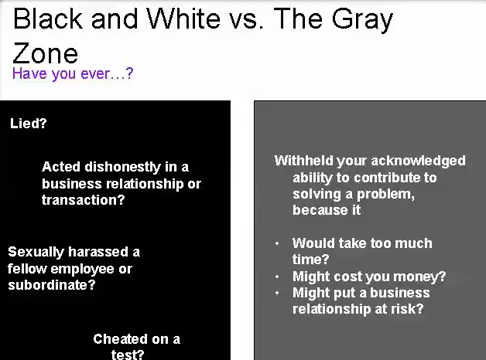 Black and White vs. The Gray
Zone
Have you ever…?
Lied?
Acted dishonestly in a
business relationship or
transaction?
Sexually harassed a
fellow employee or
subordinate?
Cheated on a
test?
Withheld your acknowledged
ability to contribute to
solving a problem,
because it
• Would take too much
time?
• Might cost you money?
• Might put a business
relationship at risk?